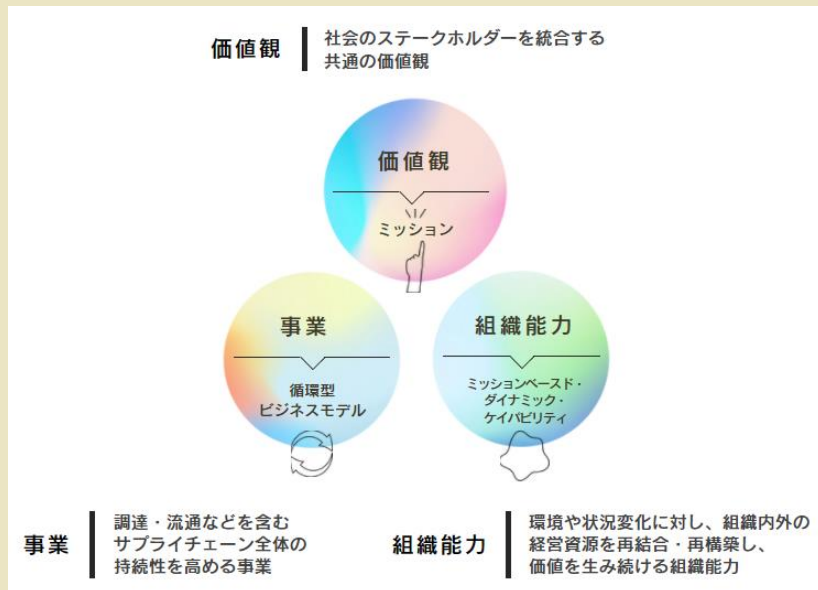 価値観
社会のステークホルダーを統合する
共通の価値観
価値観
ミッション
事業
循環型
ビジネスモデル
組織能力
ミッションベースド・
ダイナミック・
ケイパビリティ
事業
調達・流通などを含む
サプライチェーン全体の
持続性を高める事業
組織能力
環境や状況変化に対し、組織内外の
経営資源を再結合・再構築し、
価値を生み続ける組織能力